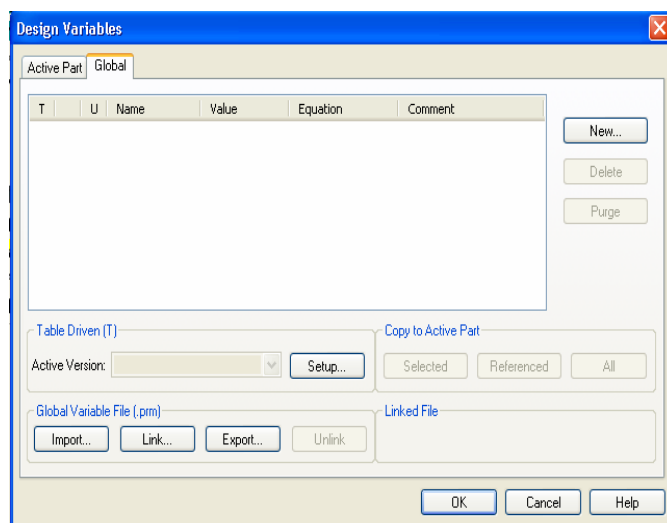 Design Variables
Active Part Global
T U Name Value Equation Comment
New...
Delete
Purge
Table Driven (T)
Active Version: Setup...
Copy to Active Part
Selected Referenced All
Global Variable File (.prm)
Import... Link... Export... Unlink
Linked File
OK Cancel Help